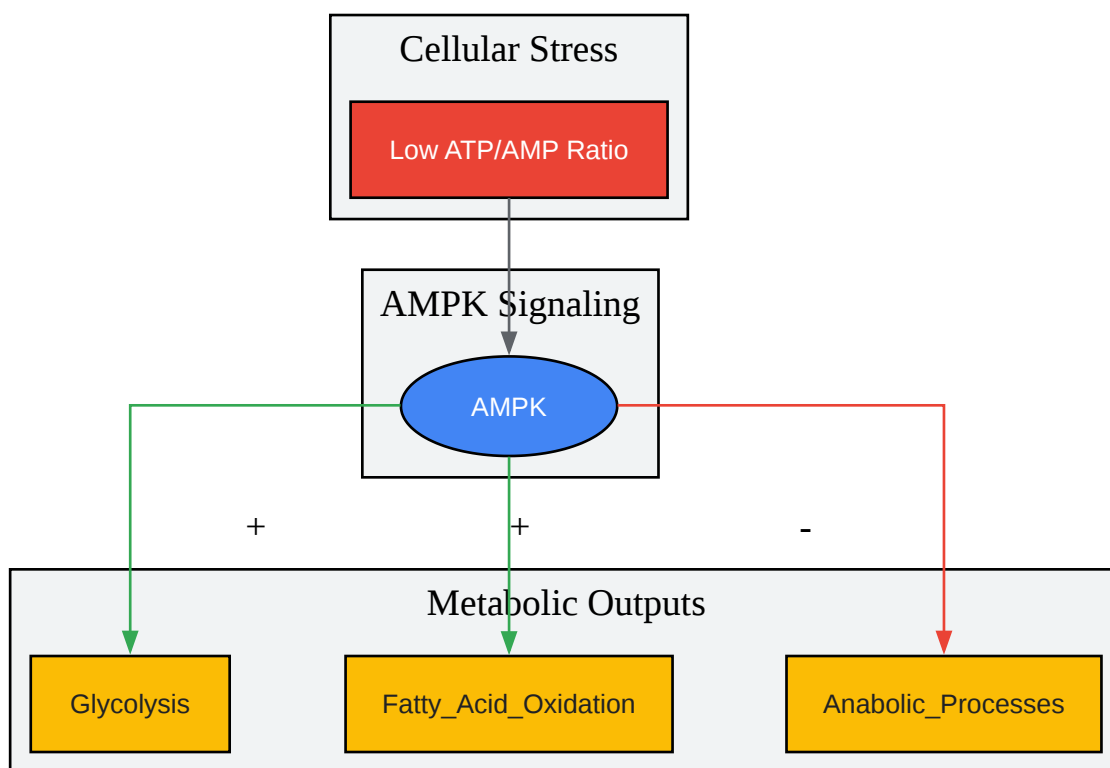 Cellular Stress
Low ATP/AMP Ratio
AMPK Signaling
AMPK
+
+
-
Metabolic Outputs
Glycolysis
Fatty_Acid_Oxidation
Anabolic_Processes